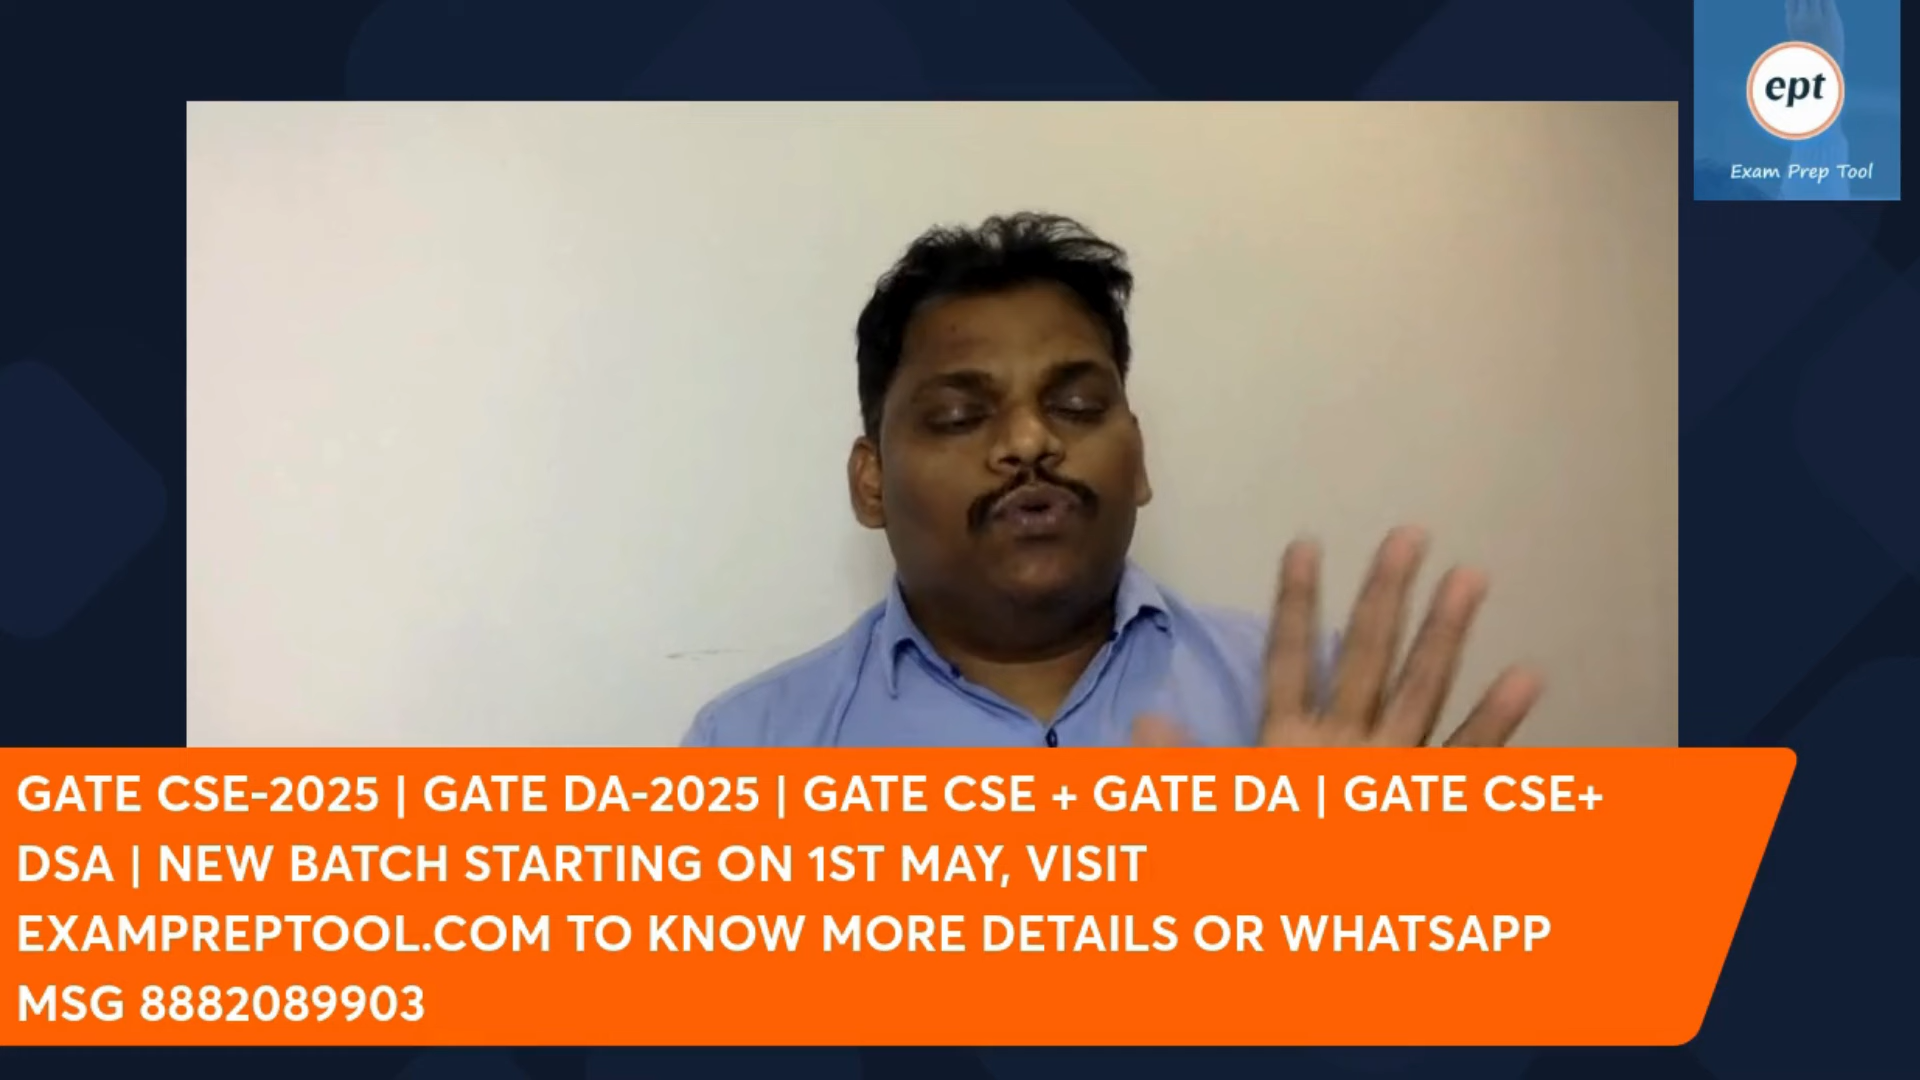 ept
Exam Prep Tool
GATE CSE-2025 | GATE DA-2025 | GATE CSE + GATE DA | GATE CSE+
DSA | NEW BATCH STARTING ON 1ST MAY, VISIT
EXAMPREPTOOL.COM TO KNOW MORE DETAILS OR WHATSAPP
MSG 8882089903